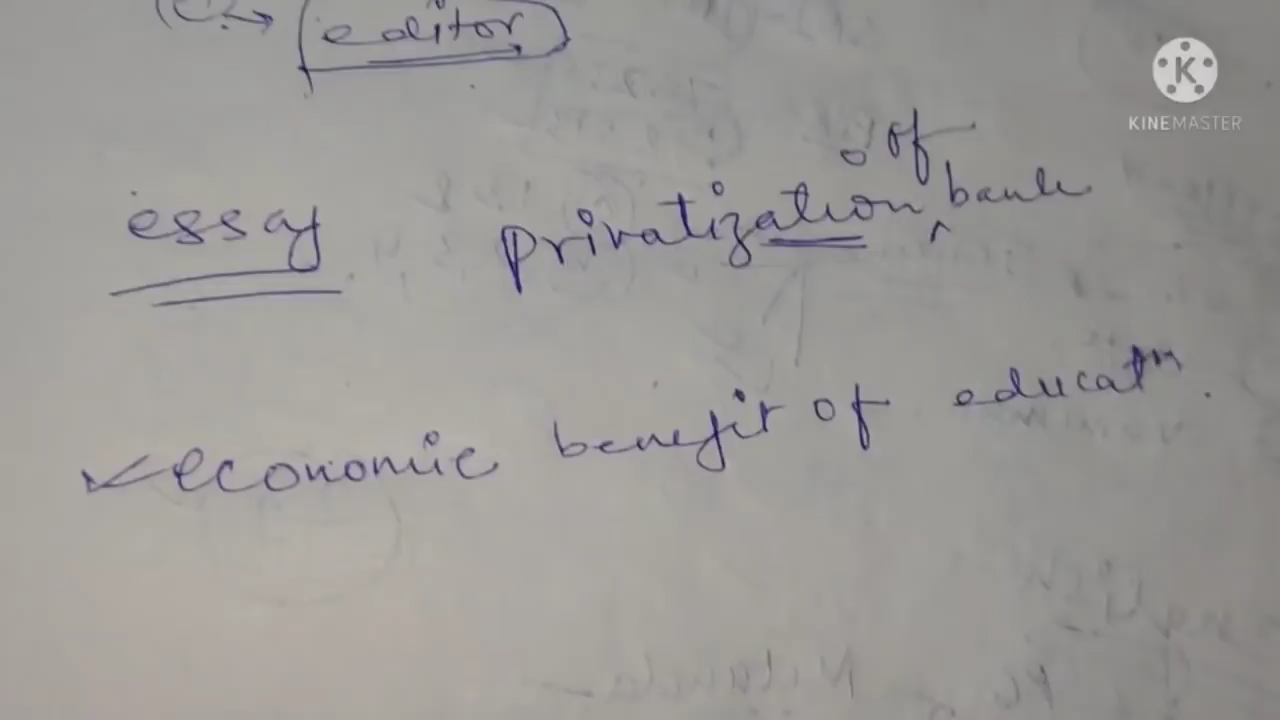 editor
KINEMASTER
essay privatization of bank
economic benefit of educatn.